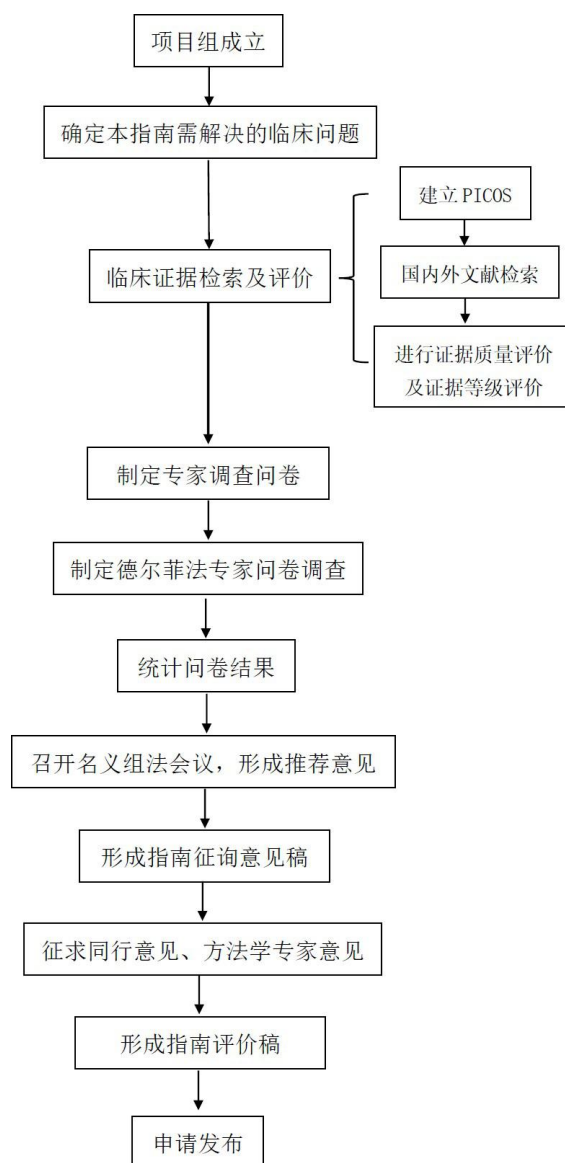 项目组成立
确定本指南需解决的临床问题
临床证据检索及评价
建立PICOS
国内外文献检索
进行证据质量评价
及证据等级评价
制定专家调查问卷
制定德尔菲法专家问卷调查
统计问卷结果
召开名义组法会议，形成推荐意见
形成指南征询意见稿
征求同行意见、方法学专家意见
形成指南评价稿
申请发布